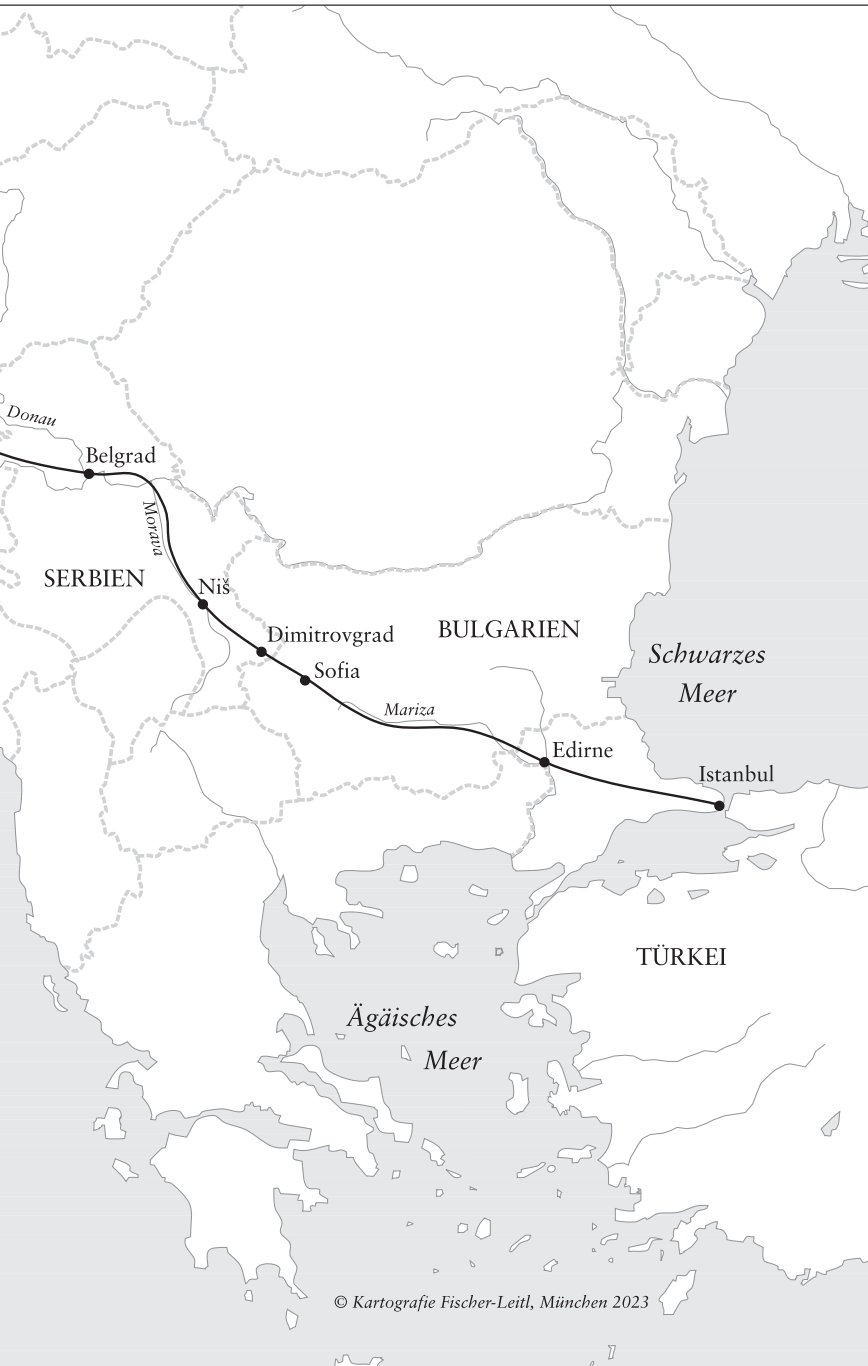 Donau
Belgrad
Morava
SERBIEN
Niš
Dimitrovgrad
BULGARIEN
Sofia
Schwarzes
Meer
Mariza
Edirne
Istanbul
TÜRKEI
Ägäisches
Meer
© Kartografie Fischer-Leitl, München 2023